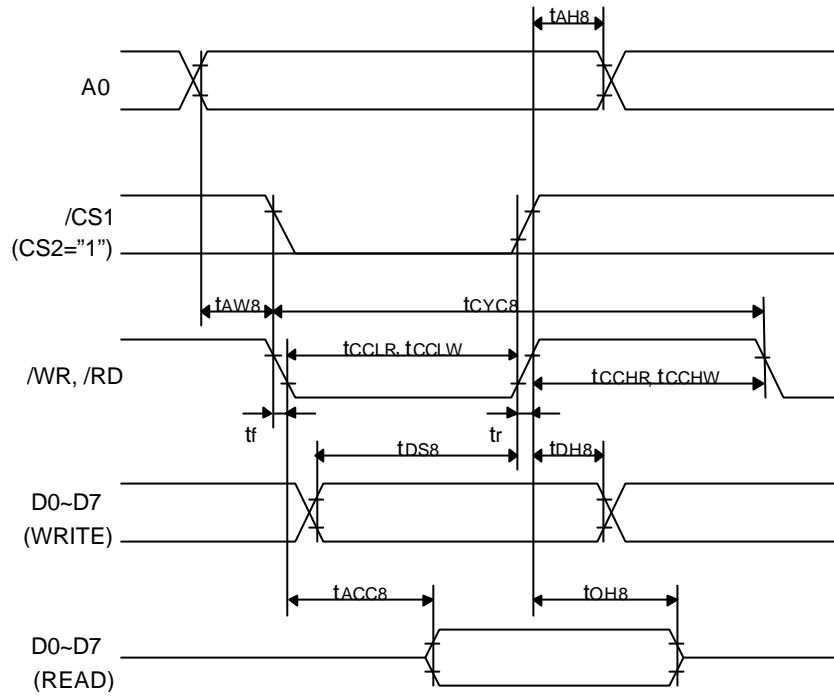 tAH8
A0
/CS1
(CS2="1")
tAW8
tCYC8
tCCLR, tCCLW
/WR, /RD
tCCHR, tCCHW
tf
tr
tDS8
tDH8
D0~D7
(WRITE)
tACC8
tOH8
D0~D7
(READ)